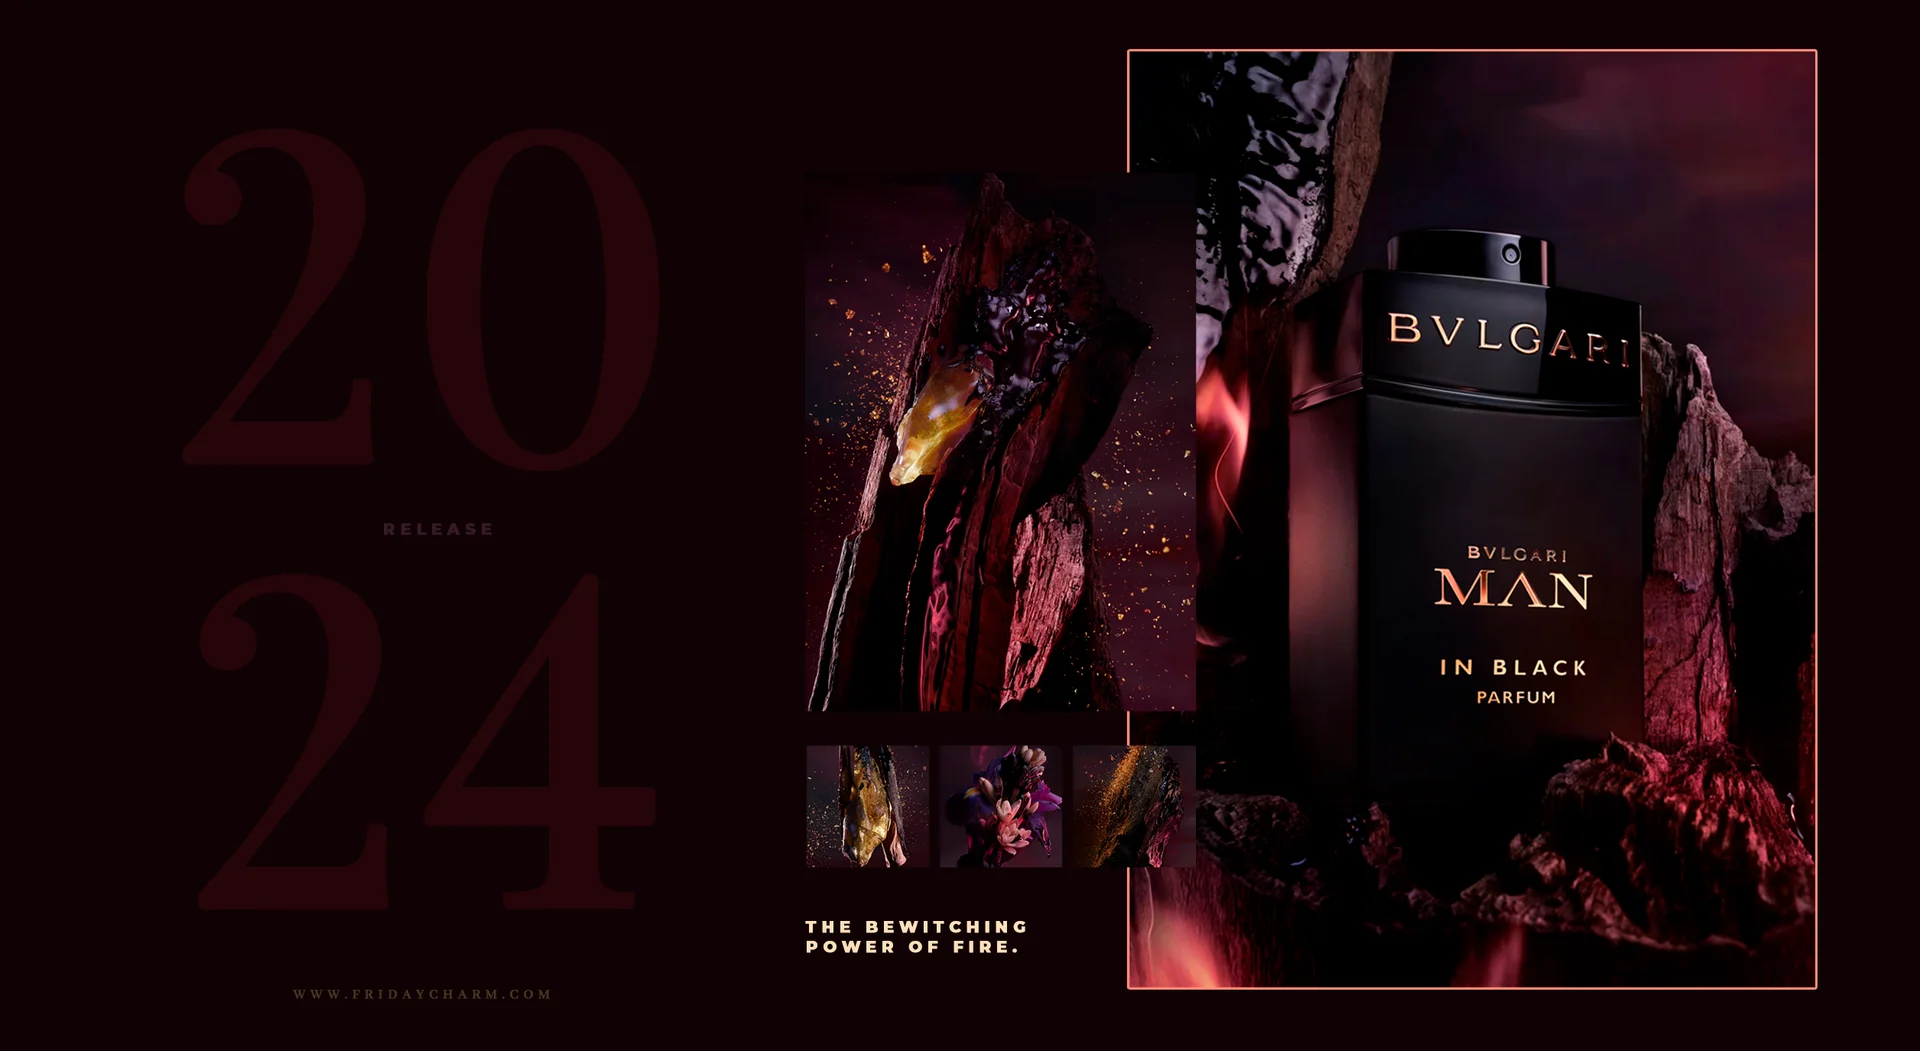 20
RELEASE
24
WWW.FRIDAYCHARM.COM
THE BEWITCHING
POWER OF FIRE.
BVLGARI
BVLGARI
MAN
IN BLACK
PARFUM